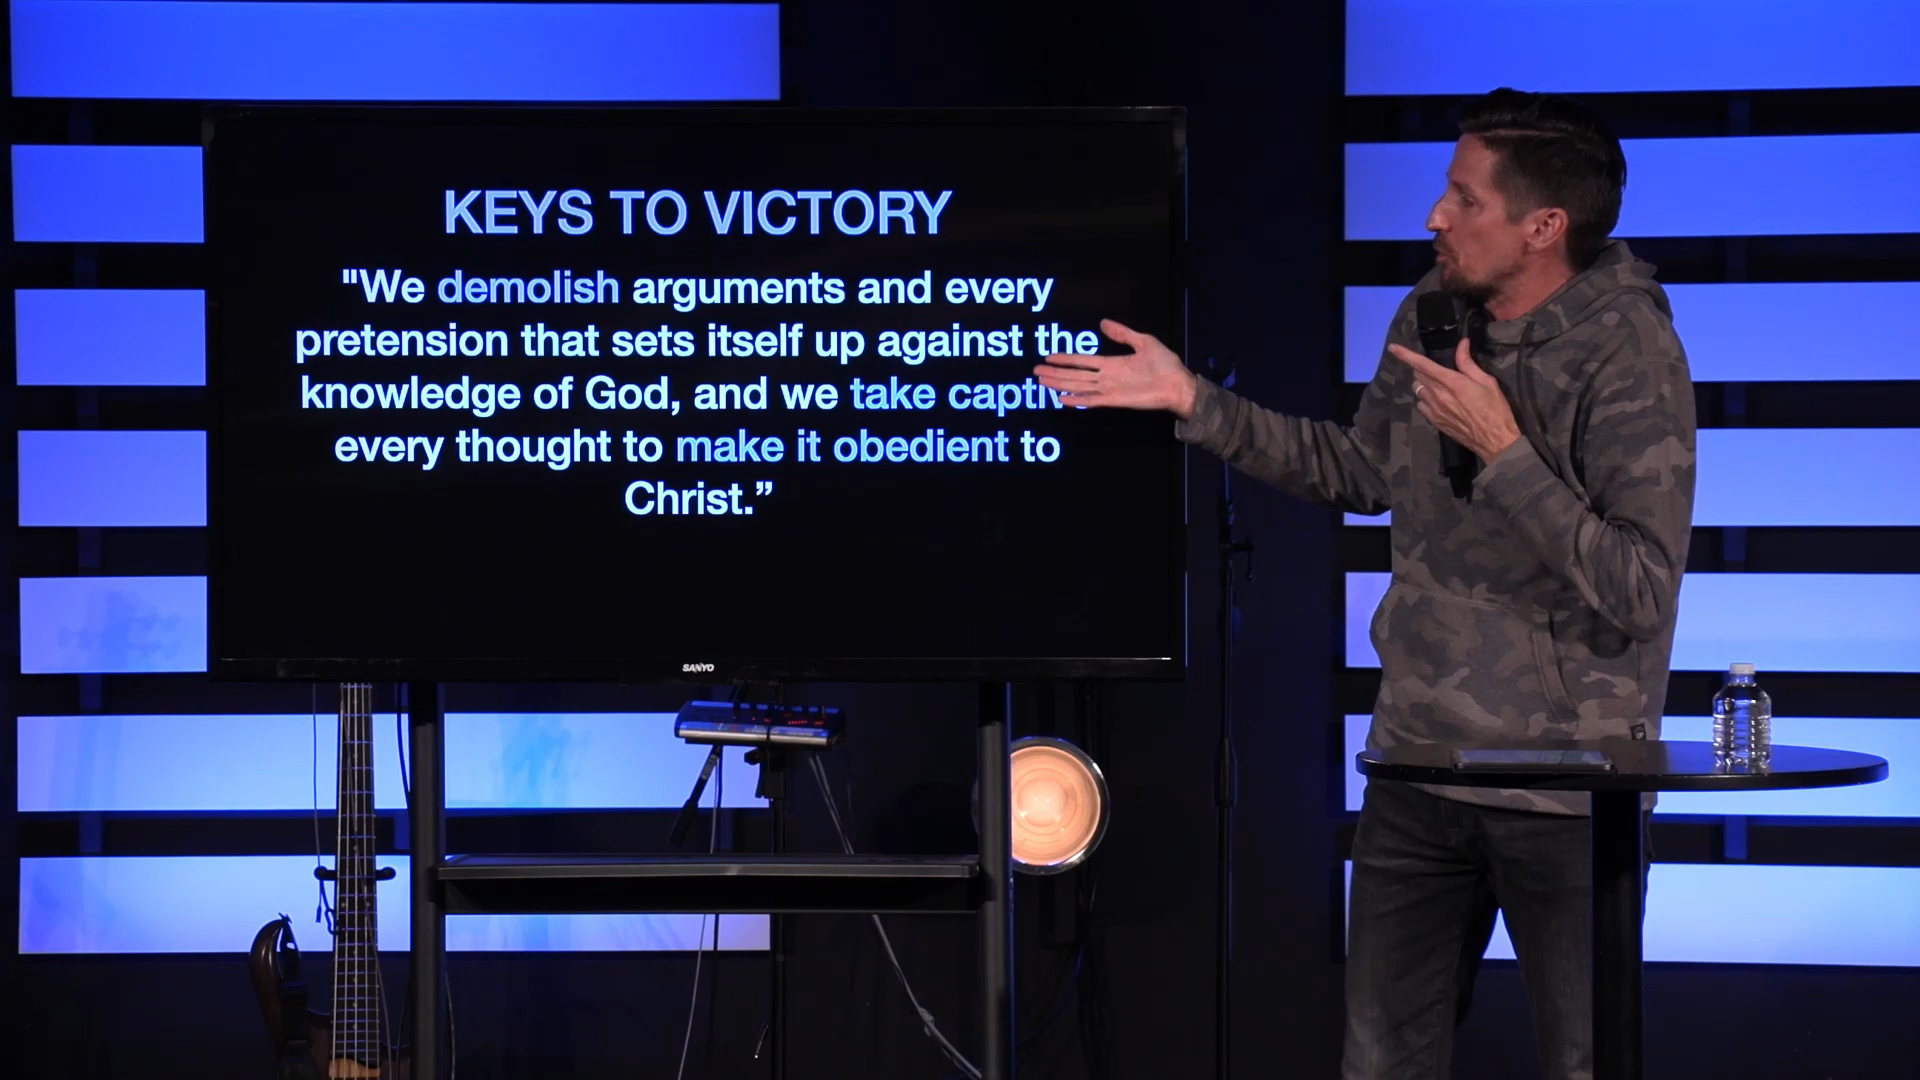 KEYS TO VICTORY
"We demolish arguments and every
pretension that sets itself up against the
knowledge of God, and we take captive
every thought to make it obedient to
Christ.”
SANYO